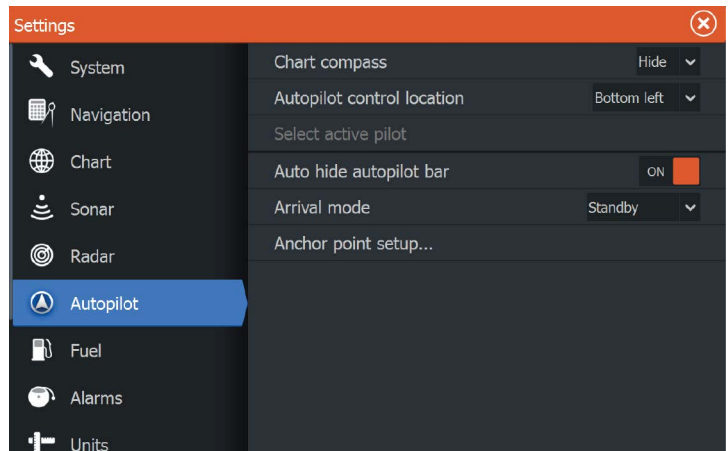 Settings
System
Navigation
Chart
Sonar
Radar
Autopilot
Fuel
Alarms
Units
Chart compass Hide
Autopilot control location Bottom left
Select active pilot
Auto hide autopilot bar ON
Arrival mode Standby
Anchor point setup...